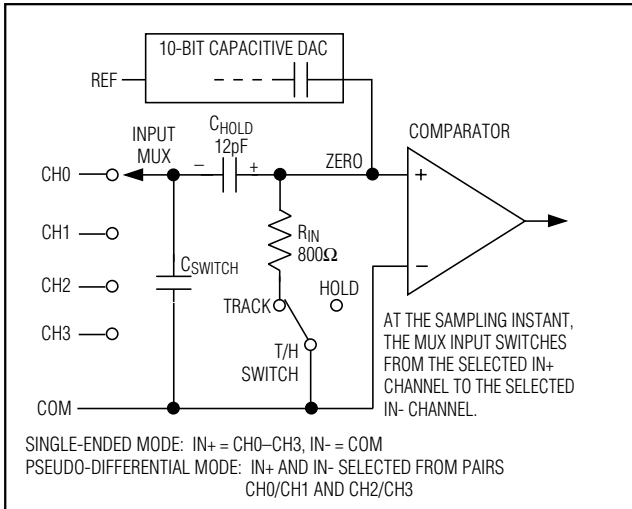 10-BIT CAPACITIVE DAC
REF
CHOLD
12pF
COMPARATOR
INPUT
MUX
− +
ZERO
+
CH0
RIN
800Ω
CH1
CSWITCH
−
HOLD
CH2
TRACK
CH3
T/H
SWITCH
AT THE SAMPLING INSTANT,
THE MUX INPUT SWITCHES
FROM THE SELECTED IN+
CHANNEL TO THE SELECTED
IN- CHANNEL.
COM
SINGLE-ENDED MODE: IN+ = CH0–CH3, IN- = COM
PSEUDO-DIFFERENTIAL MODE: IN+ AND IN- SELECTED FROM PAIRS
CH0/CH1 AND CH2/CH3